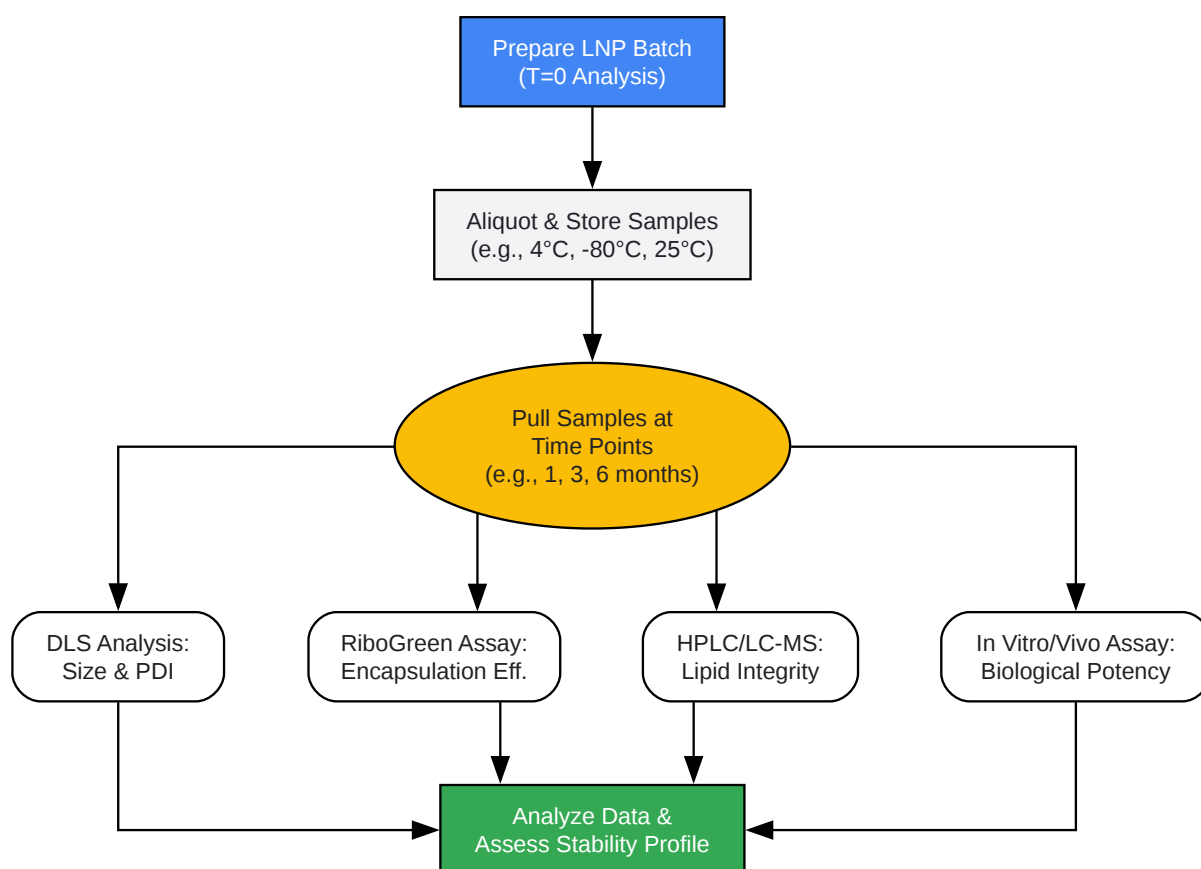 Prepare LNP Batch
(T=0 Analysis)
Aliquot & Store Samples
(e.g., 4°C, -80°C, 25°C)
Pull Samples at
Time Points
(e.g., 1, 3, 6 months)
DLS Analysis:
Size & PDI
RiboGreen Assay:
Encapsulation Eff.
HPLC/LC-MS:
Lipid Integrity
In Vitro/Vivo Assay:
Biological Potency
Analyze Data &
Assess Stability Profile